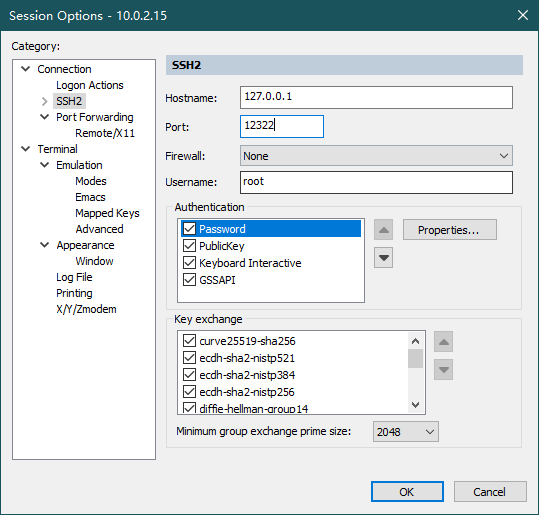 Session Options - 10.0.2.15
Category:
Connection
Logon Actions
SSH2
Port Forwarding
Remote/X11
Terminal
Emulation
Modes
Emacs
Mapped Keys
Advanced
Appearance
Window
Log File
Printing
X/Y/Zmodem
SSH2
Hostname: 127.0.0.1
Port: 12322
Firewall: None
Username: root
Authentication
Password
PublicKey
Keyboard Interactive
GSSAPI
Properties...
Key exchange
curve25519-sha256
ecdh-sha2-nistp521
ecdh-sha2-nistp384
ecdh-sha2-nistp256
diffie-hellman-group14
Minimum group exchange prime size: 2048
OK
Cancel